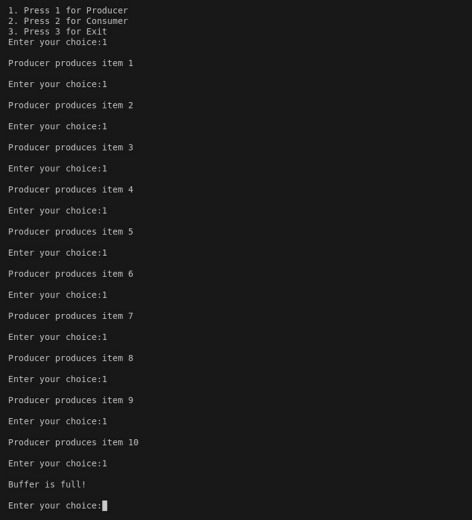 1. Press 1 for Producer
2. Press 2 for Consumer
3. Press 3 for Exit
Enter your choice:1
Producer produces item 1
Enter your choice:1
Producer produces item 2
Enter your choice:1
Producer produces item 3
Enter your choice:1
Producer produces item 4
Enter your choice:1
Producer produces item 5
Enter your choice:1
Producer produces item 6
Enter your choice:1
Producer produces item 7
Enter your choice:1
Producer produces item 8
Enter your choice:1
Producer produces item 9
Enter your choice:1
Producer produces item 10
Enter your choice:1
Buffer is full!
Enter your choice: